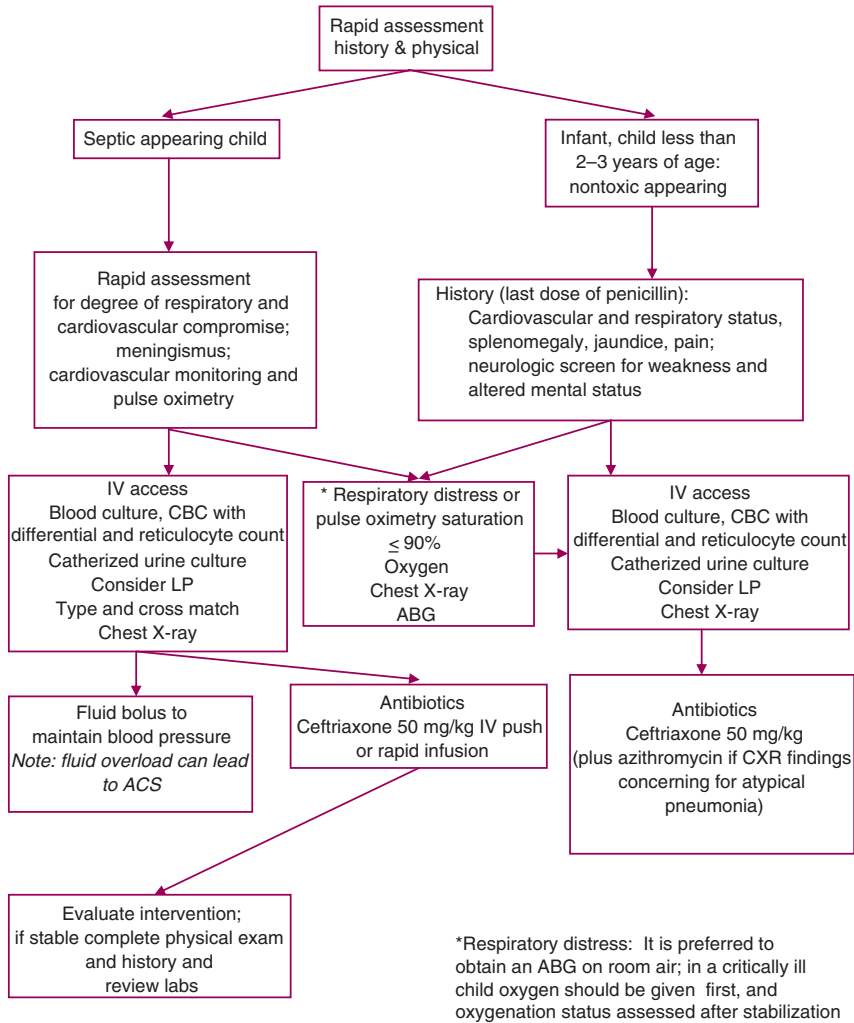 Rapid assessment
history & physical
Septic appearing child
Infant, child less than
2–3 years of age:
nontoxic appearing
Rapid assessment
for degree of respiratory and
cardiovascular compromise;
meningismus;
cardiovascular monitoring and
pulse oximetry
History (last dose of penicillin):
Cardiovascular and respiratory status,
splenomegaly, jaundice, pain;
neurologic screen for weakness and
altered mental status
IV access
Blood culture, CBC with
differential and reticulocyte count
Catherized urine culture
Consider LP
Type and cross match
Chest X-ray
* Respiratory distress or
pulse oximetry saturation
≤ 90%
Oxygen
Chest X-ray
ABG
IV access
Blood culture, CBC with
differential and reticulocyte count
Catherized urine culture
Consider LP
Chest X-ray
Fluid bolus to
maintain blood pressure
Note: fluid overload can lead
to ACS
Antibiotics
Ceftriaxone 50 mg/kg IV push
or rapid infusion
Antibiotics
Ceftriaxone 50 mg/kg
(plus azithromycin if CXR findings
concerning for atypical
pneumonia)
Evaluate intervention;
if stable complete physical exam
and history and
review labs
*Respiratory distress: It is preferred to
obtain an ABG on room air; in a critically ill
child oxygen should be given first, and
oxygenation status assessed after stabilization